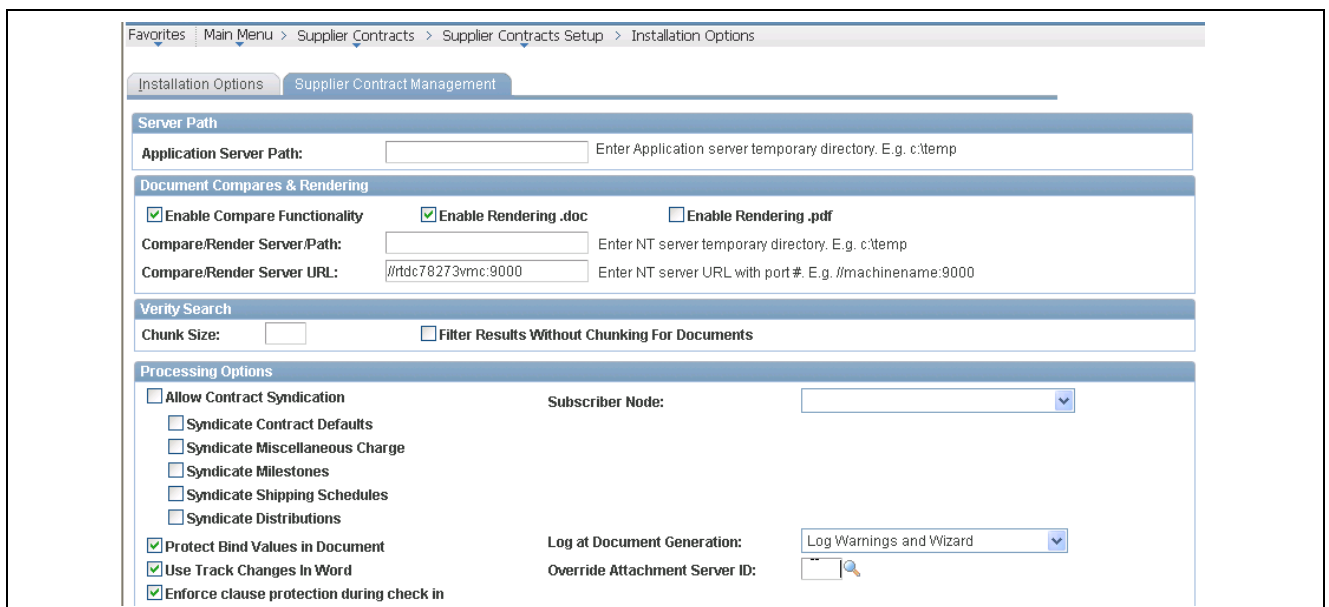 Favorites Main Menu > Supplier Contracts > Supplier Contracts Setup > Installation Options
Installation Options Supplier Contract Management
Server Path
Application Server Path: Enter Application server temporary directory. E.g. c:\temp
Document Compares & Rendering
Enable Compare Functionality Enable Rendering .doc Enable Rendering .pdf
Compare/Render Server/Path: Enter NT server temporary directory. E.g. c:\temp
Compare/Render Server URL: //rtdc78273vmc:9000 Enter NT server URL with port #. E.g. //machinename:9000
Verity Search
Chunk Size: Filter Results Without Chunking For Documents
Processing Options
Allow Contract Syndication Subscriber Node:
Syndicate Contract Defaults
Syndicate Miscellaneous Charge
Syndicate Milestones
Syndicate Shipping Schedules
Syndicate Distributions
Protect Bind Values in Document Log at Document Generation: Log Warnings and Wizard
Use Track Changes In Word Override Attachment Server ID:
Enforce clause protection during check in